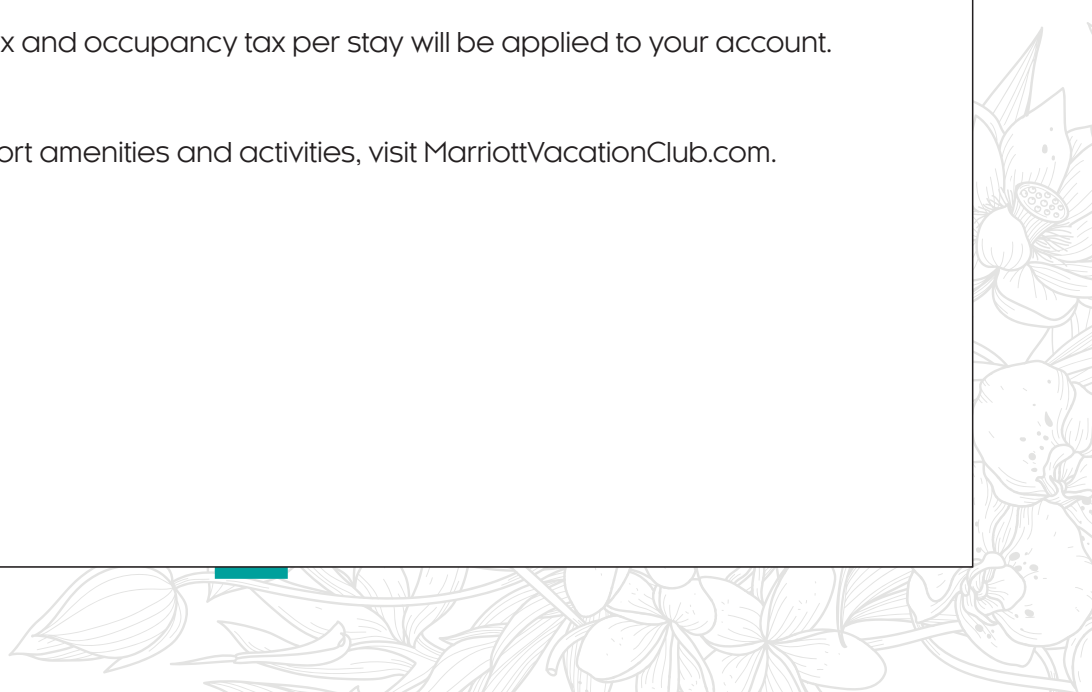 x and occupancy tax per stay will be applied to your account.
ort amenities and activities, visit MarriottVacationClub.com.